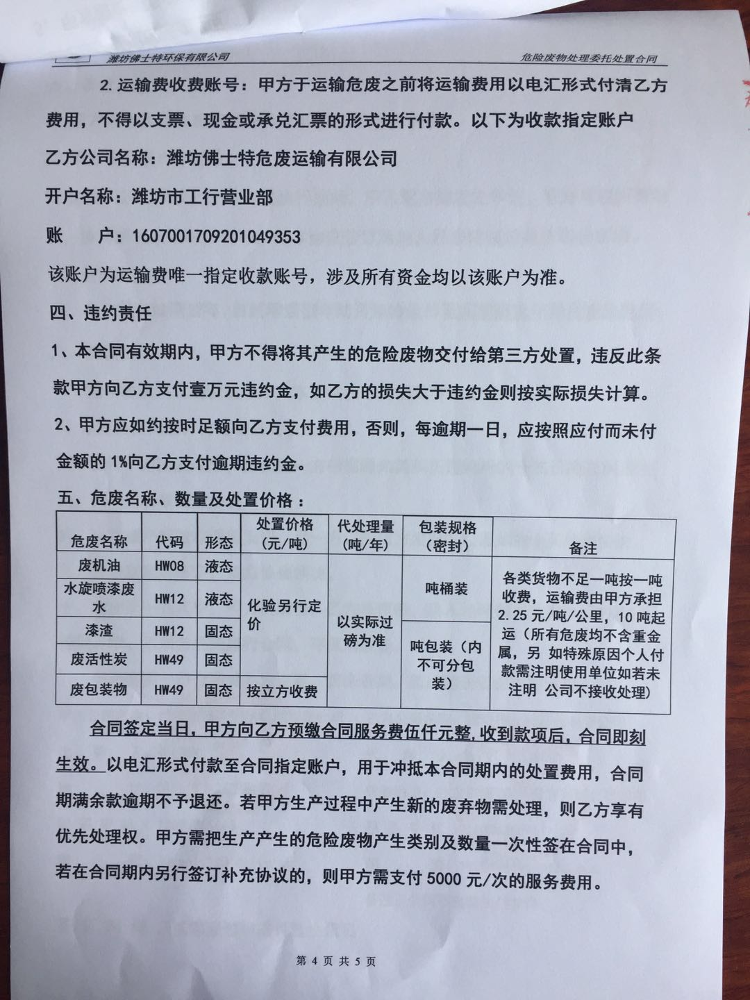 潍坊佛士特环保有限公司 危险废物处理委托处置合同
2.运输费收费账号：甲方于运输危废之前将运输费用以电汇形式付清乙方
费用，不得以支票、现金或承兑汇票的形式进行付款。以下为收款指定账户
乙方公司名称：潍坊佛士特危废运输有限公司
开户名称：潍坊市工行营业部
账 户：1607001709201049353
该账户为运输费唯一指定收款账号，涉及所有资金均以该账户为准。
四、违约责任
1、本合同有效期内，甲方不得将其产生的危险废物交付给第三方处置，违反此条
款甲方向乙方支付壹万元违约金，如乙方的损失大于违约金则按实际损失计算。
2、甲方应如约按时足额向乙方支付费用，否则，每逾期一日，应按照应付而未付
金额的1%向乙方支付逾期违约金。
五、危废名称、数量及处置价格：
危废名称 代码 形态 处置价格（元/吨） 代处理量（吨/年） 包装规格（密封） 备注
废机油 HW08 液态
水旋喷漆废水 HW12 液态
漆渣 HW12 固态
废活性炭 HW49 固态
废包装物 HW49 固态 按立方收费
化验另行定
价
以实际过
磅为准
吨桶装
吨包装（内
不可分包
装）
各类货物不足一吨按一吨
收费，运输费由甲方承担
2.25元/吨/公里，10吨起
运（所有危废均不含重金
属，另 如特殊原因个人付
款需注明使用单位如若未
注明 公司不接收处理)
合同签定当日，甲方向乙方预缴合同服务费伍仟元整,收到款项后，合同即刻
生效。以电汇形式付款至合同指定账户，用于冲抵本合同期内的处置费用，合同
期满余款逾期不予退还。若甲方生产过程中产生新的废弃物需处理，则乙方享有
优先处理权。甲方需把生产产生的危险废物产生类别及数量一次性签在合同中，
若在合同期内另行签订补充协议的，则甲方需支付5000元/次的服务费用。
第 4 页 共 5 页